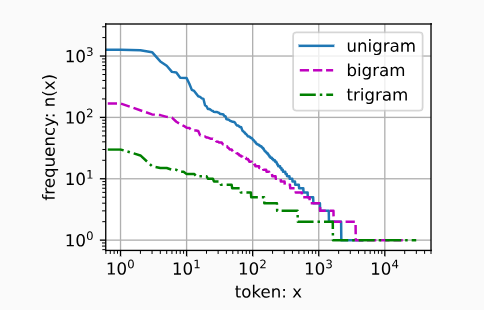 unigram
bigram
trigram
frequency: n(x)
10³
10²
10¹
10⁰
10⁰ 10¹ 10² 10³ 10⁴
token: x